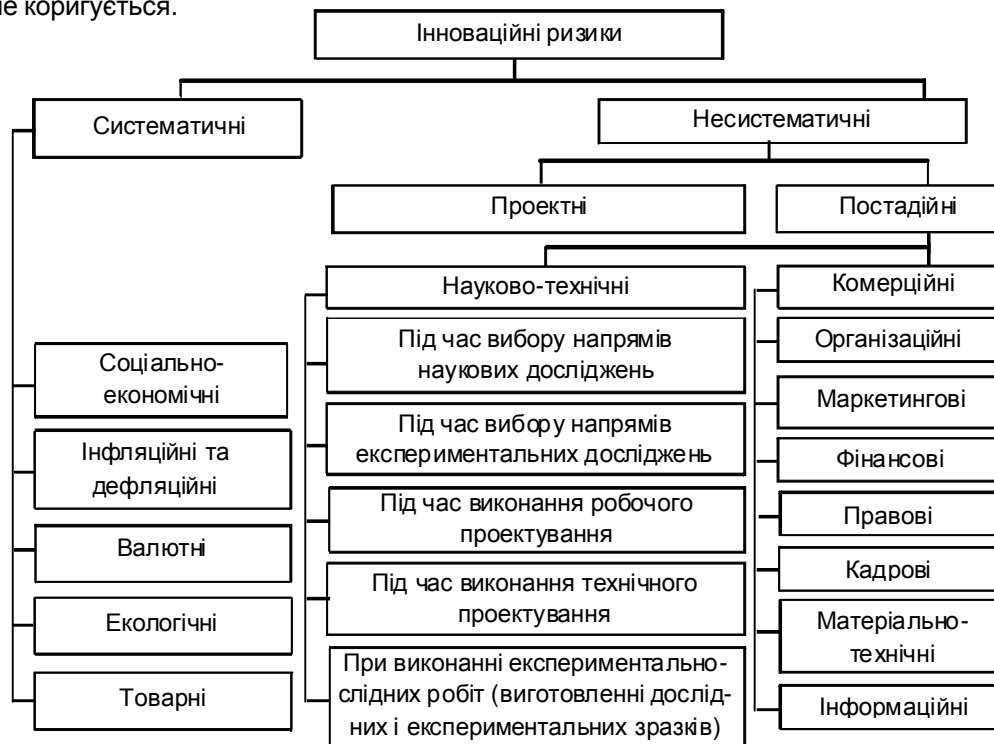 не коригується.
Інноваційні ризики
Систематичні
Несистематичні
Проектні
Постадійні
Соціально-
економічні
Інфляційні та
дефляційні
Валютні
Екологічні
Товарні
Науково-технічні
Під час вибору напрямів
наукових досліджень
Під час вибору напрямів
експериментальних досліджень
Під час виконання робочого
проектування
Під час виконання технічного
проектування
При виконанні експериментально-
слідних робіт (виготовленні дослід-
них і експериментальних зразків)
Комерційні
Організаційні
Маркетингові
Фінансові
Правові
Кадрові
Матеріально-
технічні
Інформаційні